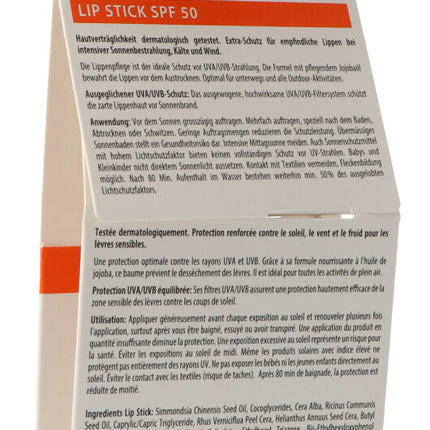 LIP STICK SPF 50
Hautverträglichkeit dermatologisch getestet. Extra-Schutz für empfindliche Lippen bei
intensiver Sonnenbestrahlung, Kälte und Wind.
Die Lippenpflege ist der ideale Schutz vor UVA/UVB-Strahlung. Die Formel mit pflegendem Jojobaöl
bewahrt die Lippen vor dem Austrocknen. Optimal für unterwegs und alle Outdoor-Aktivitäten.
Ausgeglichener UVA/UVB-Schutz: Das ausgewogene, hochwirksame UVA/UVB-Filtersystem schützt
die zarte Lippenhaut vor Sonnenbrand.
Anwendung: Vor dem Sonnen grosszügig auftragen. Mehrfach auftragen, speziell nach dem Baden,
Abtrocknen oder Schwitzen. Geringe Auftragungsmengen reduzieren die Schutzleistung. Übermässiges
Sonnenbaden stellt ein Gesundheitsrisiko dar. Intensive Mittagssonne meiden. Auch Sonnenschutzmittel
mit hohem Lichtschutzfaktor bieten keinen vollständigen Schutz vor UV-Strahlen. Babys und
Kleinkinder nicht direktem Sonnenlicht aussetzen. Kontakt mit Textilien vermeiden, Fleckenbildung
möglich. Nach 80 Min. Aufenthalt im Wasser bestehen weiterhin min. 50% des ausgelobten
Lichtschutzfaktors.
Testée dermatologiquement. Protection renforcée contre le soleil, le vent et le froid pour les
lèvres sensibles.
Une protection optimale contre les rayons UVA et UVB. Grâce à sa formule nourrissante à l'huile de
jojoba, ce baume prévient le dessèchement des lèvres. Il est idéal pour toutes les activités de plein air.
Protection UVA/UVB équilibrée: Ses filtres UVA/UVB assurent une protection hautement efficace de la
zone sensible des lèvres contre les coups de soleil.
Utilisation: Appliquer généreusement avant chaque exposition au soleil et renouveler plusieurs fois
l'application, surtout après vous être baigné, essuyé ou avoir transpiré. Une application du produit en
quantité insuffisante diminue la protection. Une exposition excessive au soleil représente un risque pour
la santé. Éviter les expositions au soleil de midi. Même les produits solaires avec indice élevé ne
protègent pas entièrement des rayons UV. Ne pas exposer les bébés ni les jeunes enfants directement au soleil.
Éviter le contact avec les textiles (risque de taches). Après 80 min de baignade, la protection est
réduite de moitié.
Ingredients Lip Stick: Simmondsia Chinensis Seed Oil, Cocoglycerides, Cera Alba, Ricinus Communis
Seed Oil, Caprylic/Capric Triglyceride, Rhus Verniciflua Peel Cera, Helianthus Annuus Seed Cera, Butyl
Triazone, Bis-Ethylhexyloxyphenol